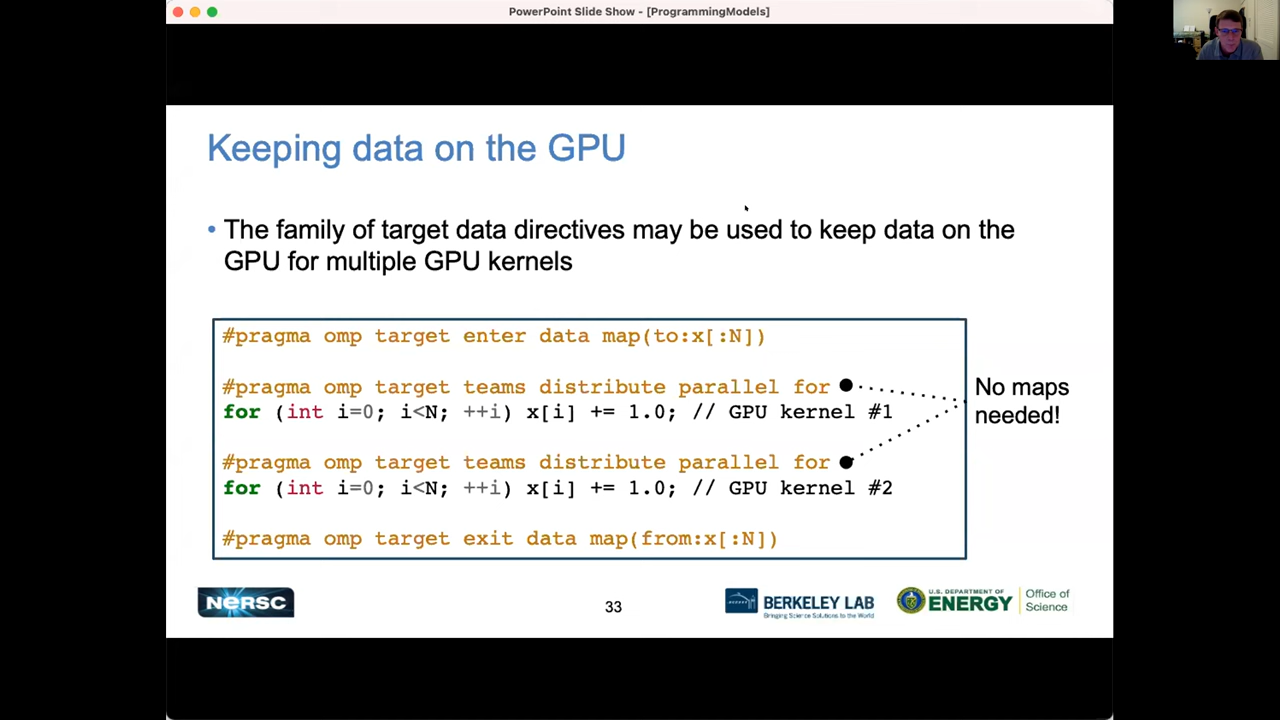 PowerPoint Slide Show - [ProgrammingModels]
Keeping data on the GPU
• The family of target data directives may be used to keep data on the
GPU for multiple GPU kernels
#pragma omp target enter data map(to:x[:N])
#pragma omp target teams distribute parallel for
for (int i=0; i<N; ++i) x[i] += 1.0; // GPU kernel #1
#pragma omp target teams distribute parallel for
for (int i=0; i<N; ++i) x[i] += 1.0; // GPU kernel #2
#pragma omp target exit data map(from:x[:N])
No maps
needed!
NERSC
33
BERKELEY LAB
Bringing Science Solutions to the World
U.S. DEPARTMENT OF
ENERGY
Office of
Science